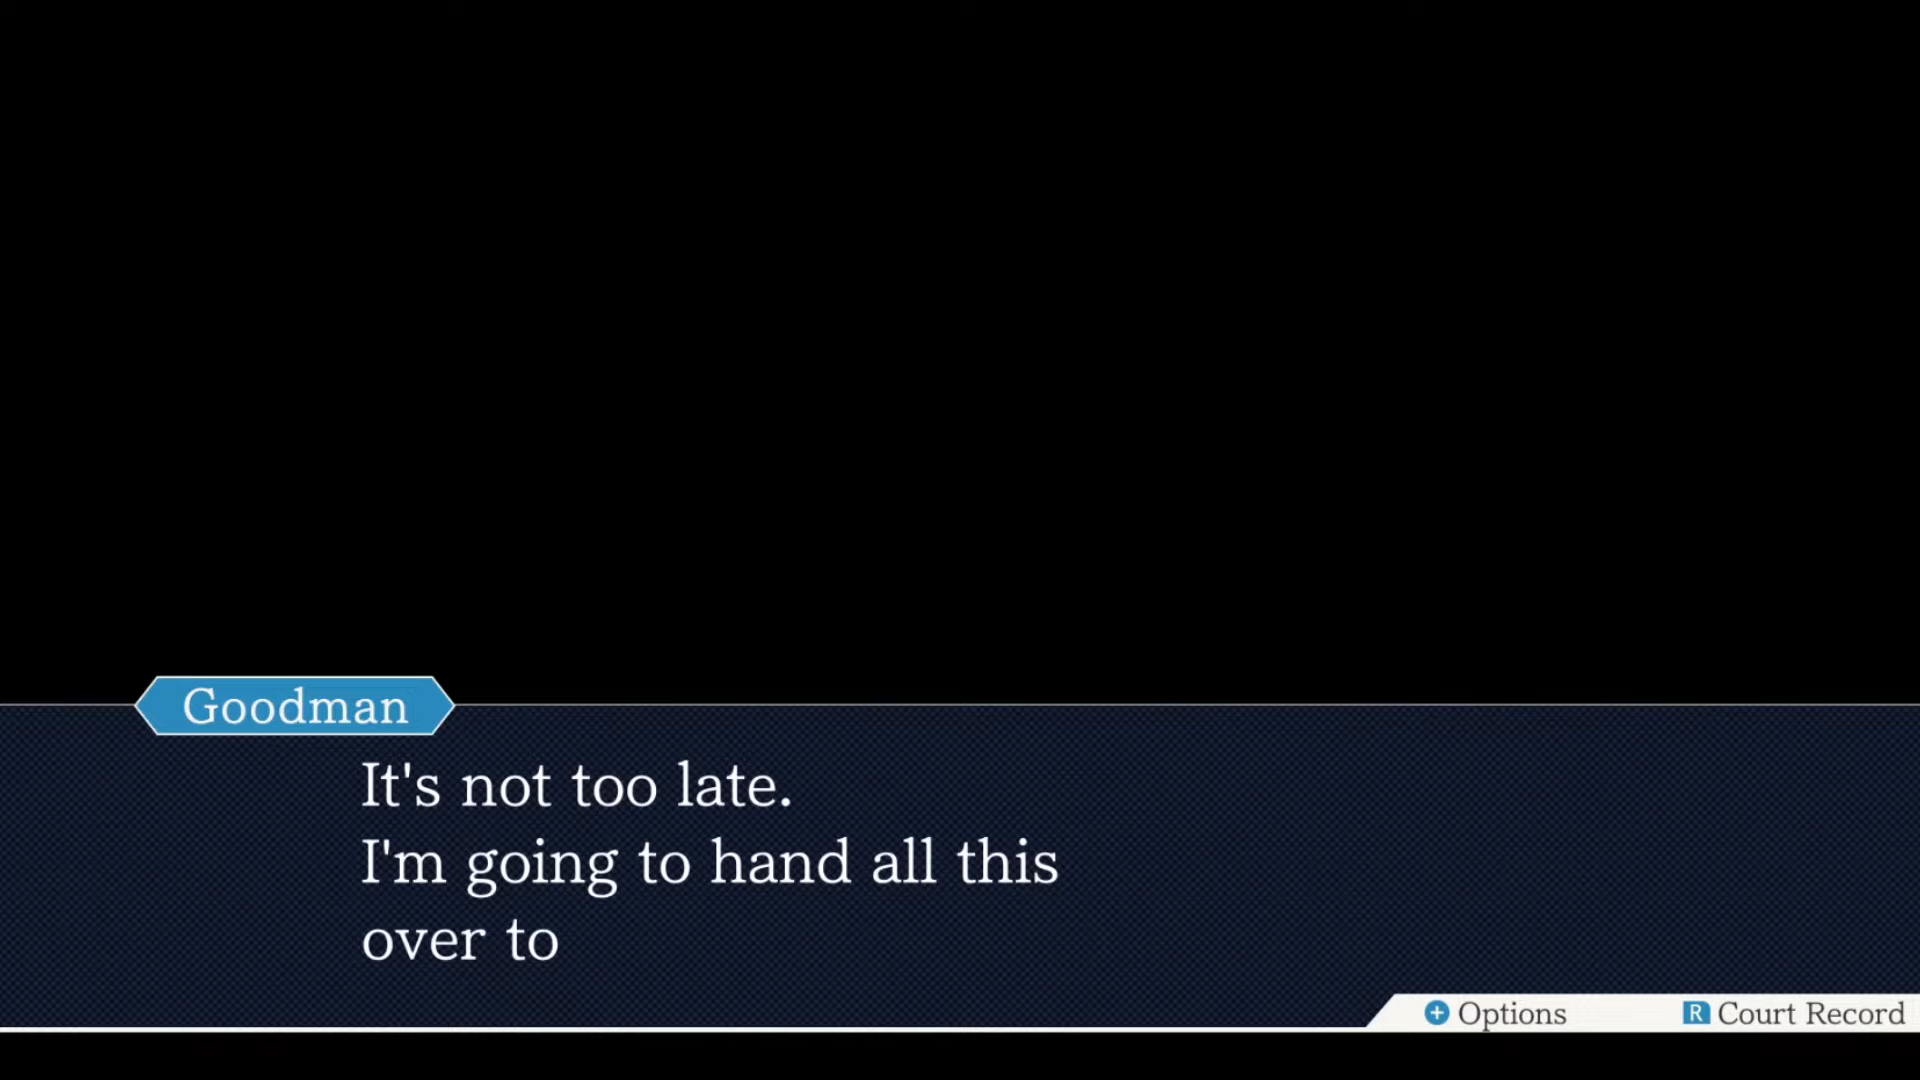 Goodman
It's not too late.
I'm going to hand all this
over to
+ Options
R Court Record